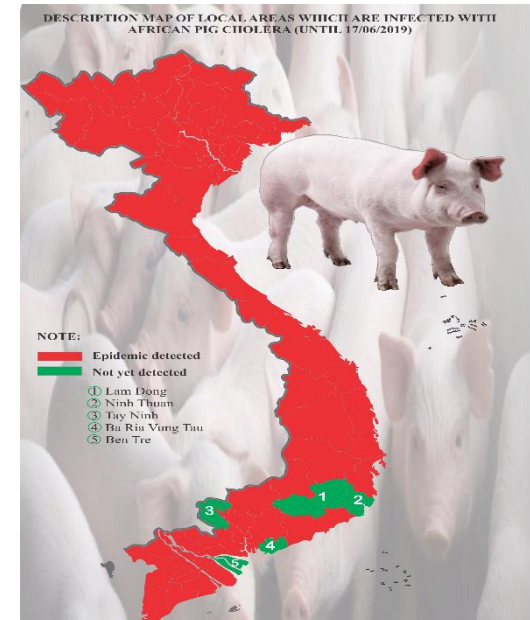 DESCRIPTION MAP OF LOCAL AREAS WHICH ARE INFECTED WITH
AFRICAN PIG CHOLERA (UNTIL 17/06/2019)
NOTE:
Epidemic detected
Not yet detected
① Lam Dong
② Ninh Thuan
③ Tay Ninh
④ Ba Ria Vung Tau
⑤ Ben Tre
1
2
3
4
5